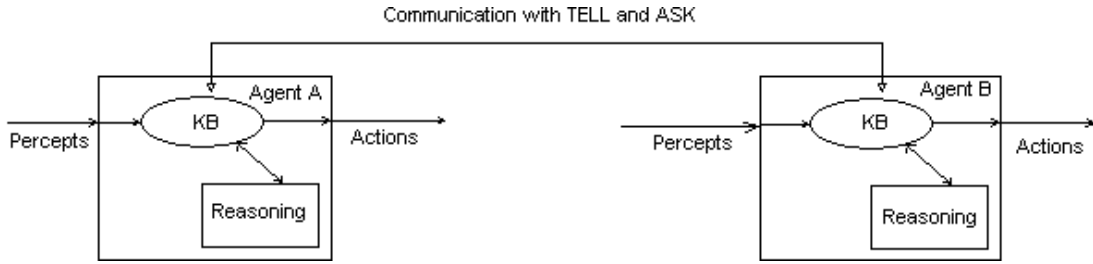 Communication with TELL and ASK
Agent A
KB
Percepts
Actions
Reasoning
Agent B
KB
Percepts
Actions
Reasoning